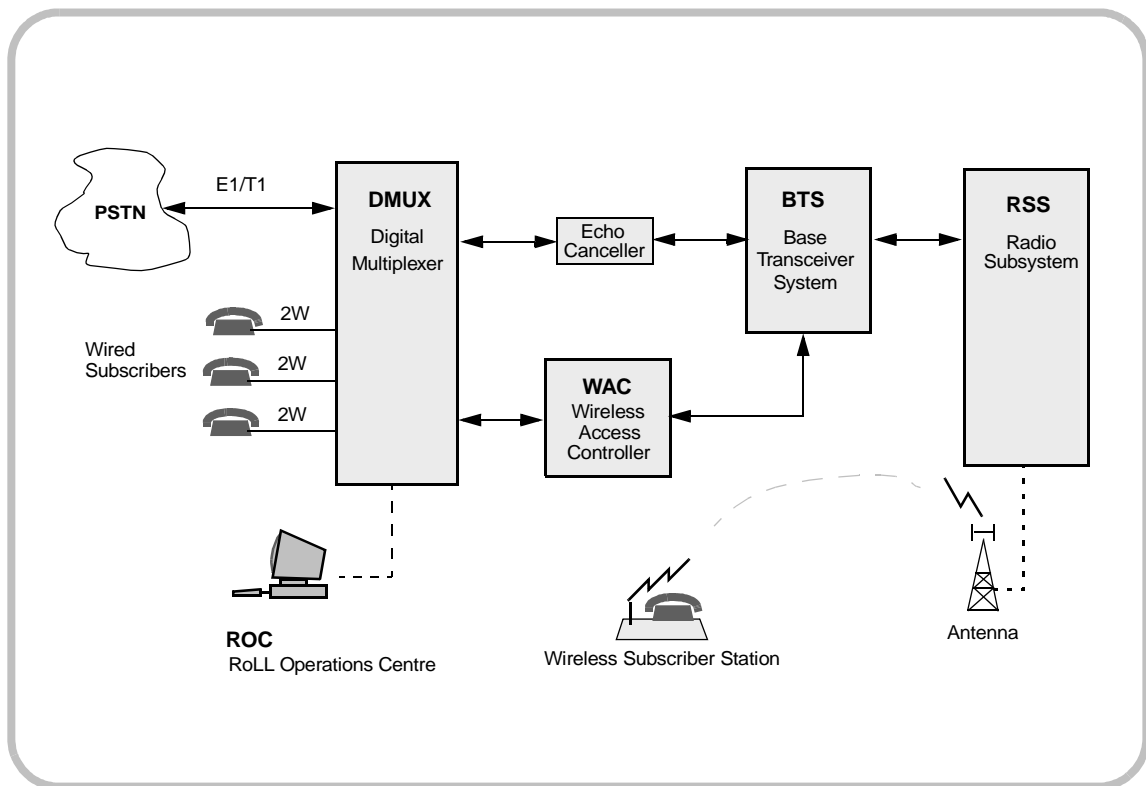 PSTN
E1/T1
DMUX
Digital
Multiplexer
Echo
Canceller
BTS
Base
Transceiver
System
RSS
Radio
Subsystem
Wired
Subscribers
2W
2W
2W
WAC
Wireless
Access
Controller
ROC
RoLL Operations Centre
Wireless Subscriber Station
Antenna